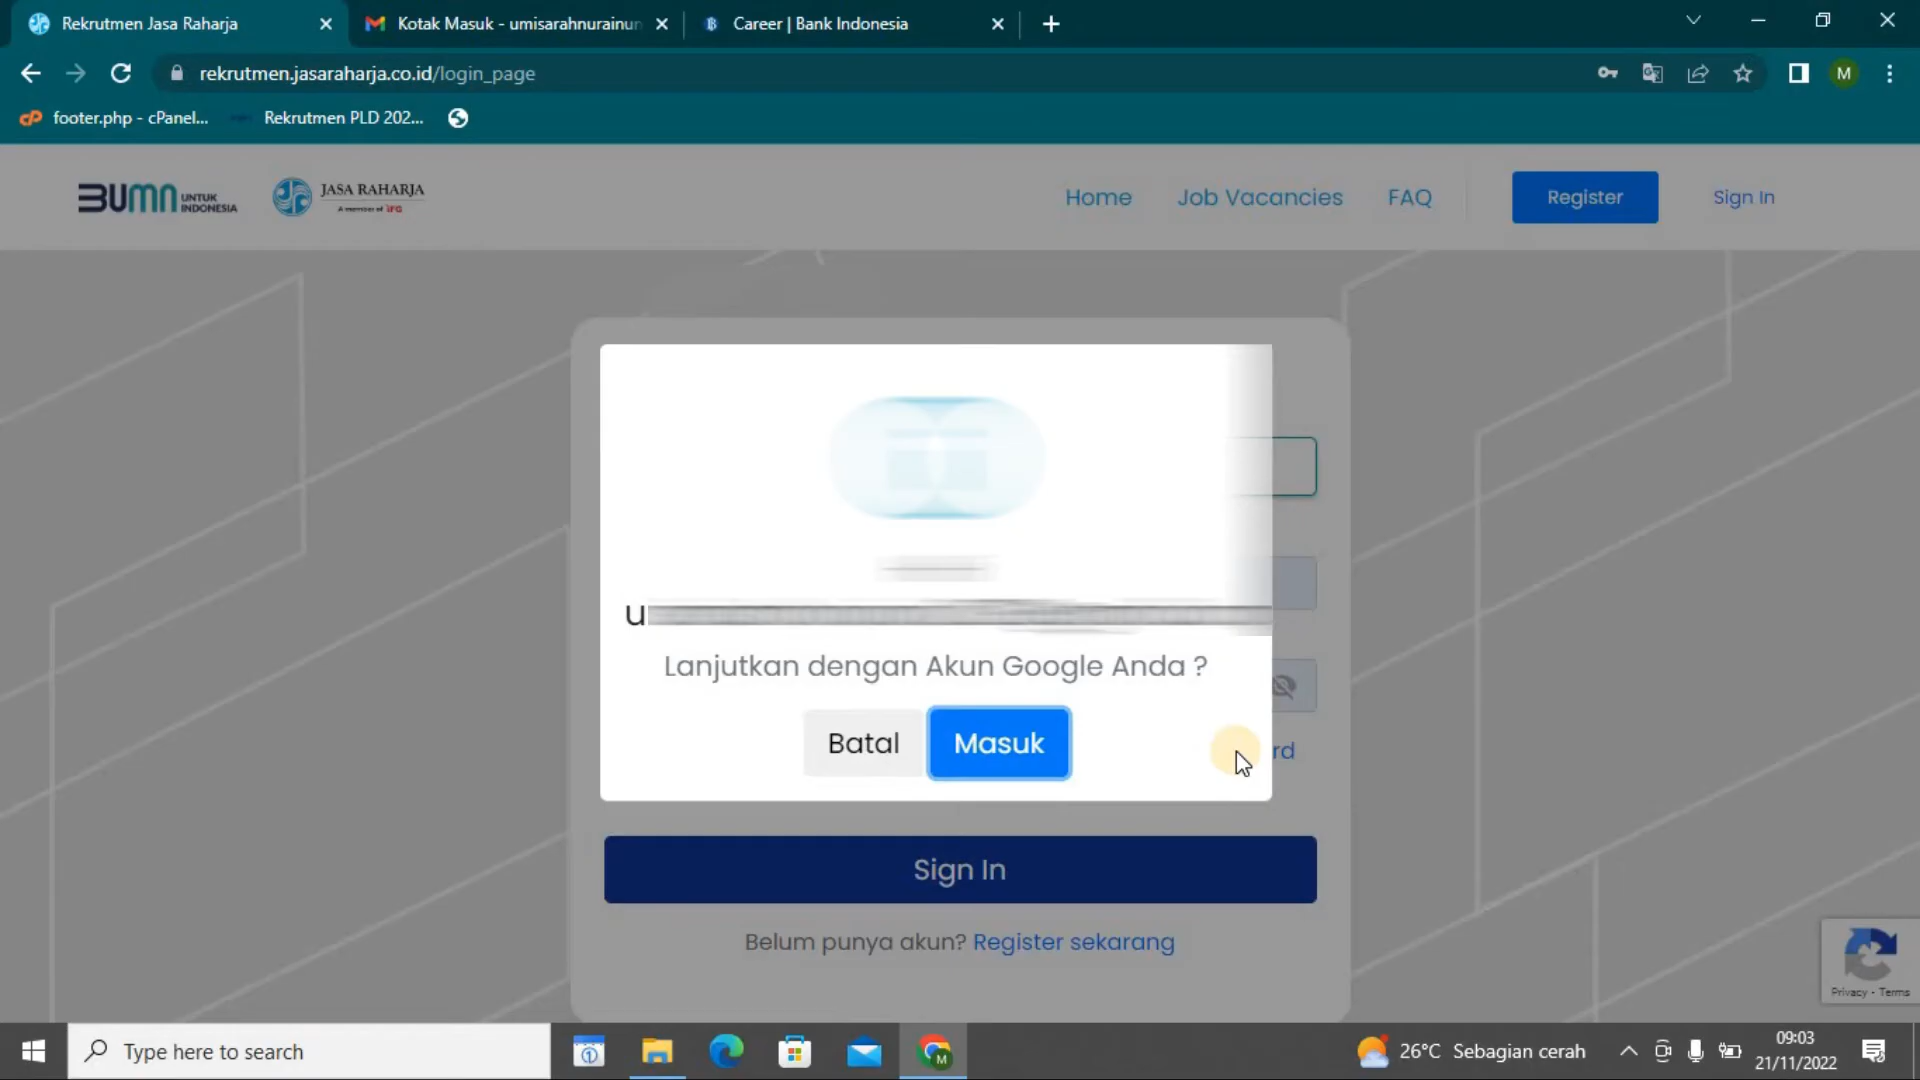 Rekrutmen Jasa Raharja
Kotak Masuk - umisarahnurainun
Career | Bank Indonesia
rekrutmen.jasaraharja.co.id/login_page
M
footer.php - cPanel...
Rekrutmen PLD 202...
BUMN UNTUK INDONESIA
JASA RAHARJA
A member of IFG
Home
Job Vacancies
FAQ
Register
Sign In
u
Lanjutkan dengan Akun Google Anda ?
Batal
Masuk
rd
Sign In
Belum punya akun? Register sekarang
Privacy - Terms
Type here to search
M
26°C Sebagian cerah
09:03
21/11/2022